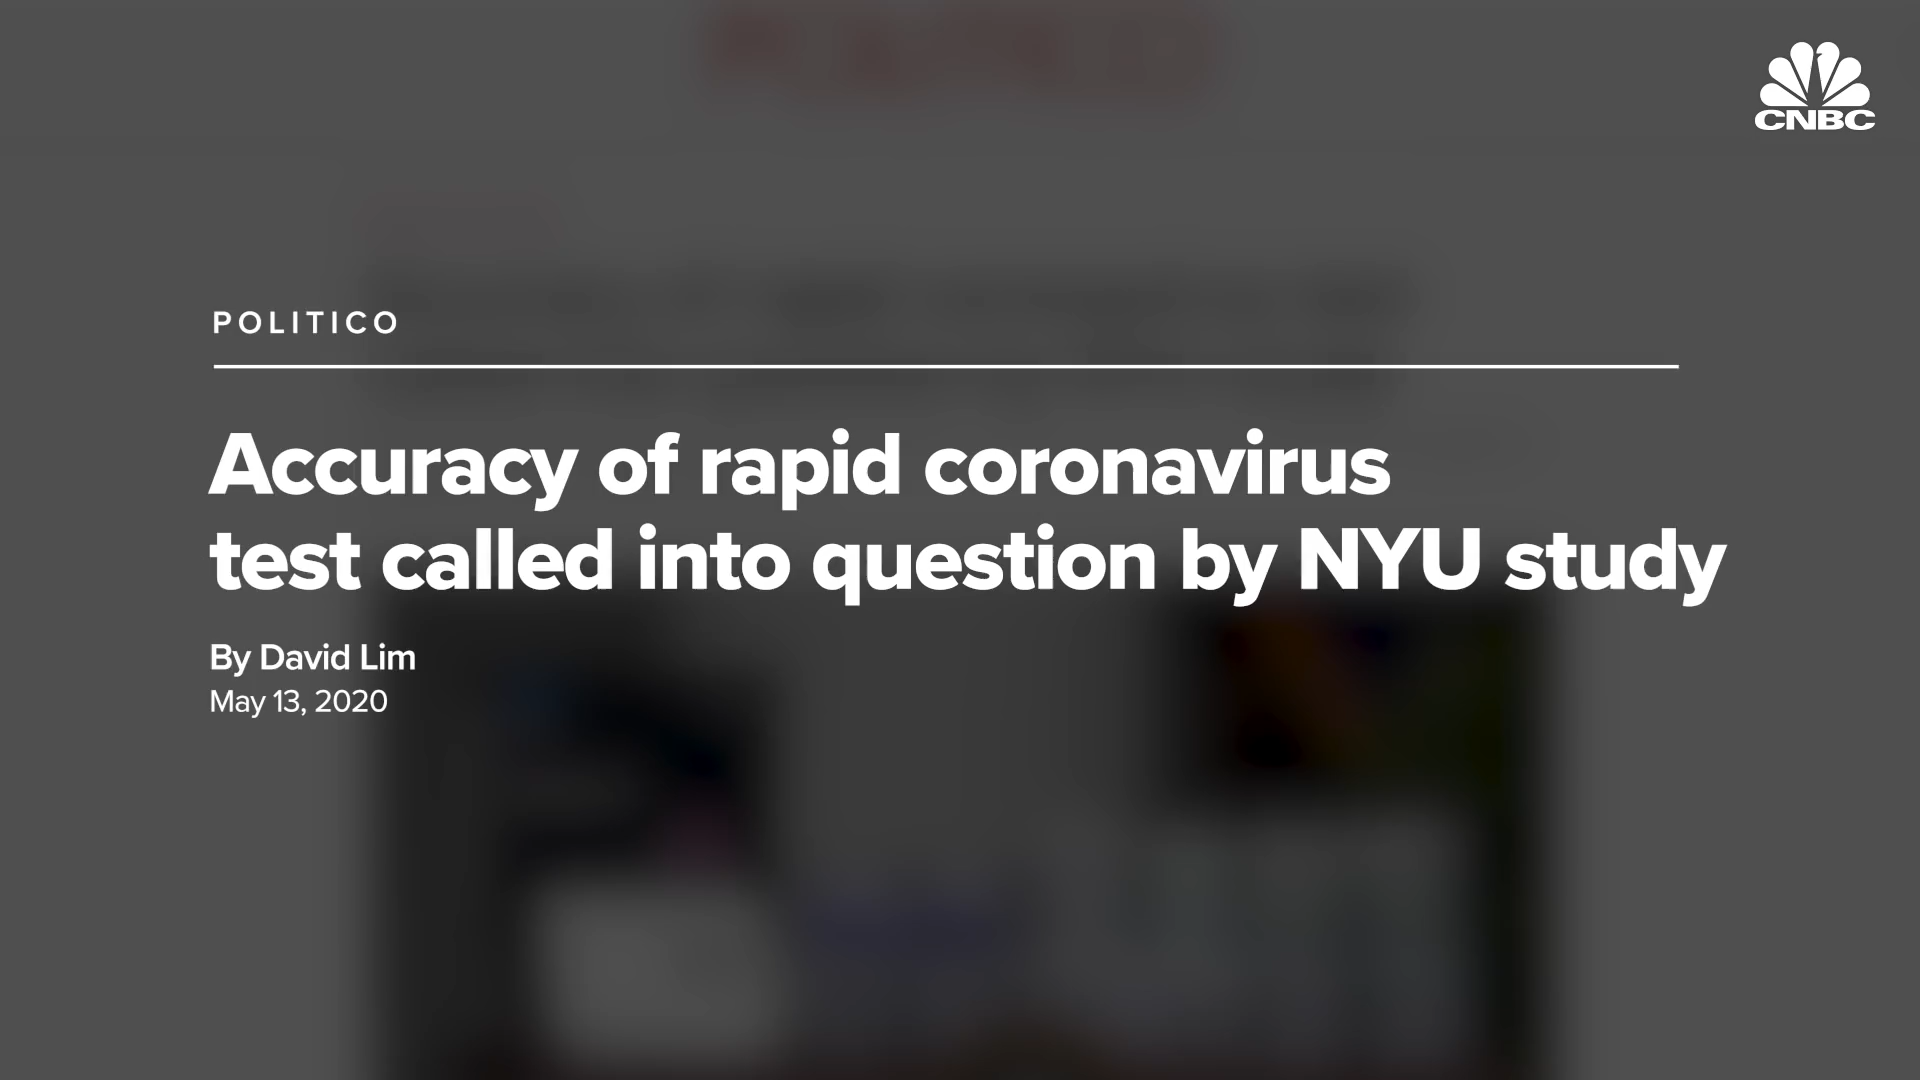 CNBC
POLITICO
Accuracy of rapid coronavirus
test called into question by NYU study
By David Lim
May 13, 2020